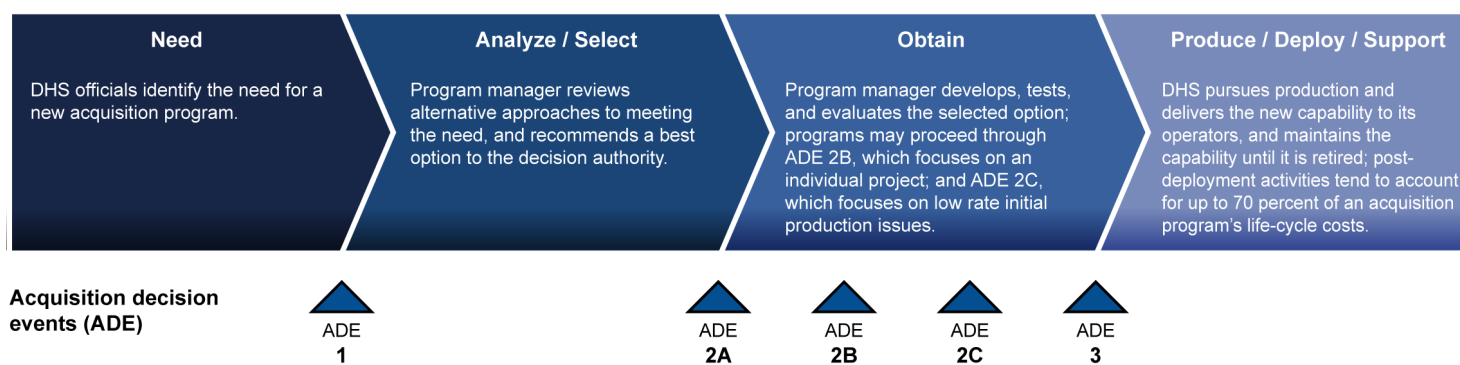 Need
DHS officials identify the need for a
new acquisition program.
Analyze / Select
Program manager reviews
alternative approaches to meeting
the need, and recommends a best
option to the decision authority.
Obtain
Program manager develops, tests,
and evaluates the selected option;
programs may proceed through
ADE 2B, which focuses on an
individual project; and ADE 2C,
which focuses on low rate initial
production issues.
Produce / Deploy / Support
DHS pursues production and
delivers the new capability to its
operators, and maintains the
capability until it is retired; post-
deployment activities tend to account
for up to 70 percent of an acquisition
program’s life-cycle costs.
Acquisition decision
events (ADE)
ADE
1
ADE
2A
ADE
2B
ADE
2C
ADE
3